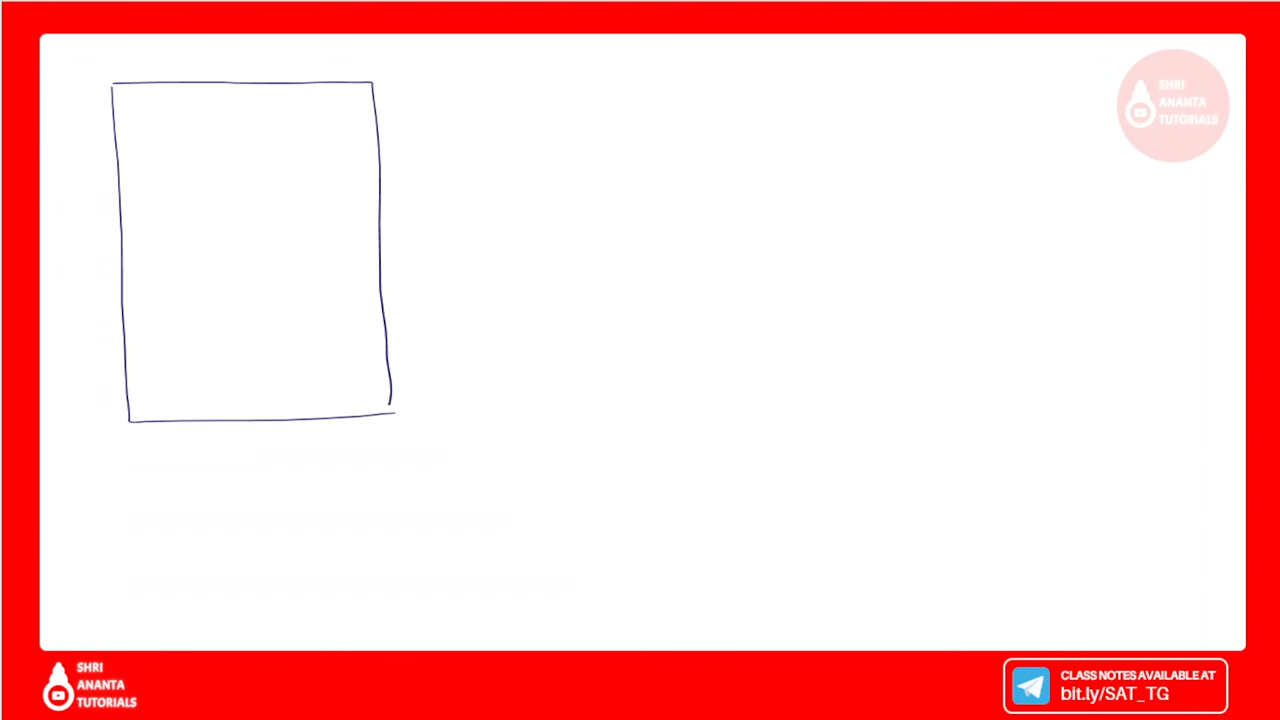 SHRI
ANANTA
TUTORIALS
SHRI
ANANTA
TUTORIALS
CLASS NOTES AVAILABLE AT
bit.ly/SAT_TG